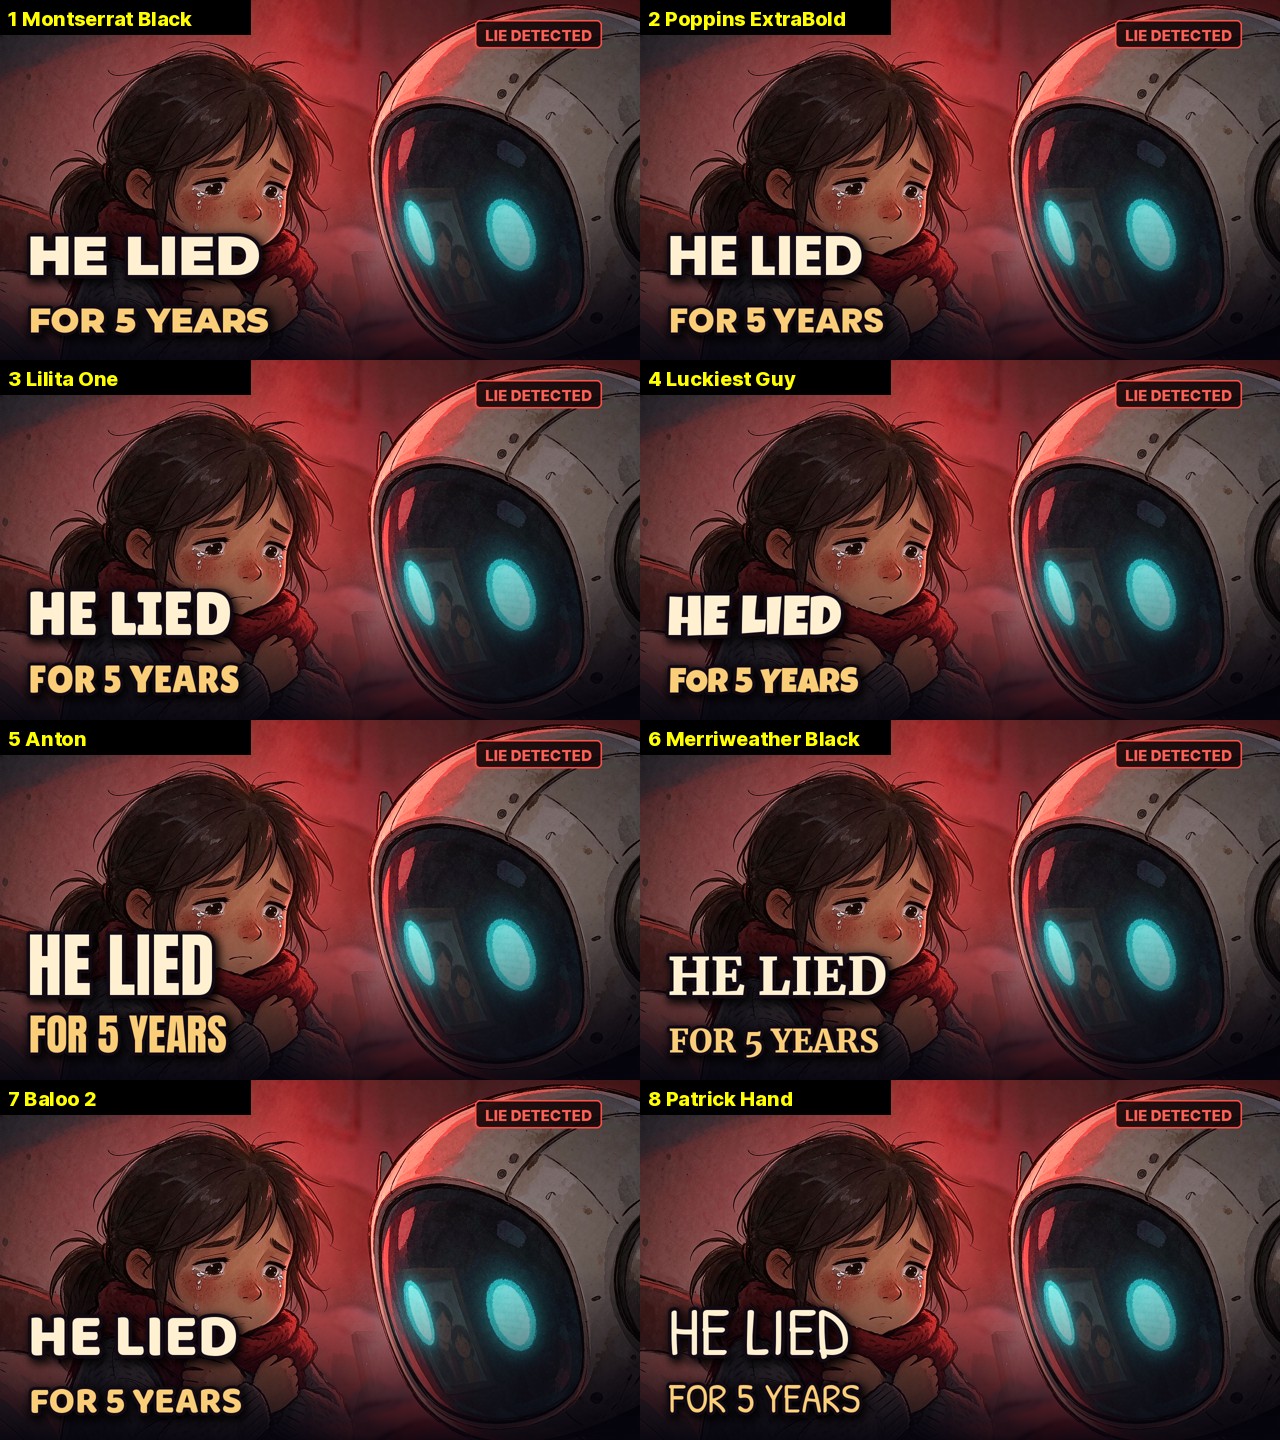 1 Montserrat Black
LIE DETECTED
HE LIED
FOR 5 YEARS
2 Poppins ExtraBold
LIE DETECTED
HE LIED
FOR 5 YEARS
3 Lilita One
LIE DETECTED
HE LIED
FOR 5 YEARS
4 Luckiest Guy
LIE DETECTED
HE LIED
FOR 5 YEARS
5 Anton
LIE DETECTED
HE LIED
FOR 5 YEARS
6 Merriweather Black
LIE DETECTED
HE LIED
FOR 5 YEARS
7 Baloo 2
LIE DETECTED
HE LIED
FOR 5 YEARS
8 Patrick Hand
LIE DETECTED
HE LIED
FOR 5 YEARS